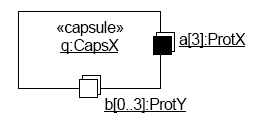 «capsule»
q:CapsX
a[3]:ProtX
b[0..3]:ProtY